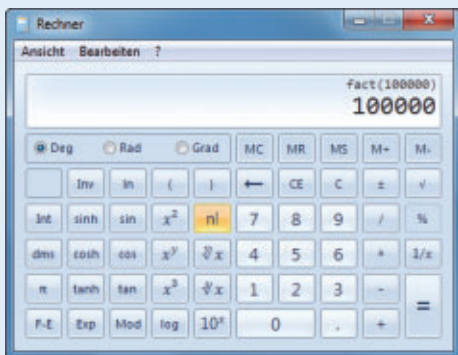 Rechner
Ansicht Bearbeiten ?
fact(100000)
100000
Deg Rad Grad MC MR MS M+ M-
Inv ln ( ) ← CE C ± √
Int sinh sin x² n! 7 8 9 / %
dms cosh cos xʸ ʸ√x 4 5 6 * 1/x
π tanh tan x³ ³√x 1 2 3 - =
F-E Exp Mod log 10ˣ 0 . +